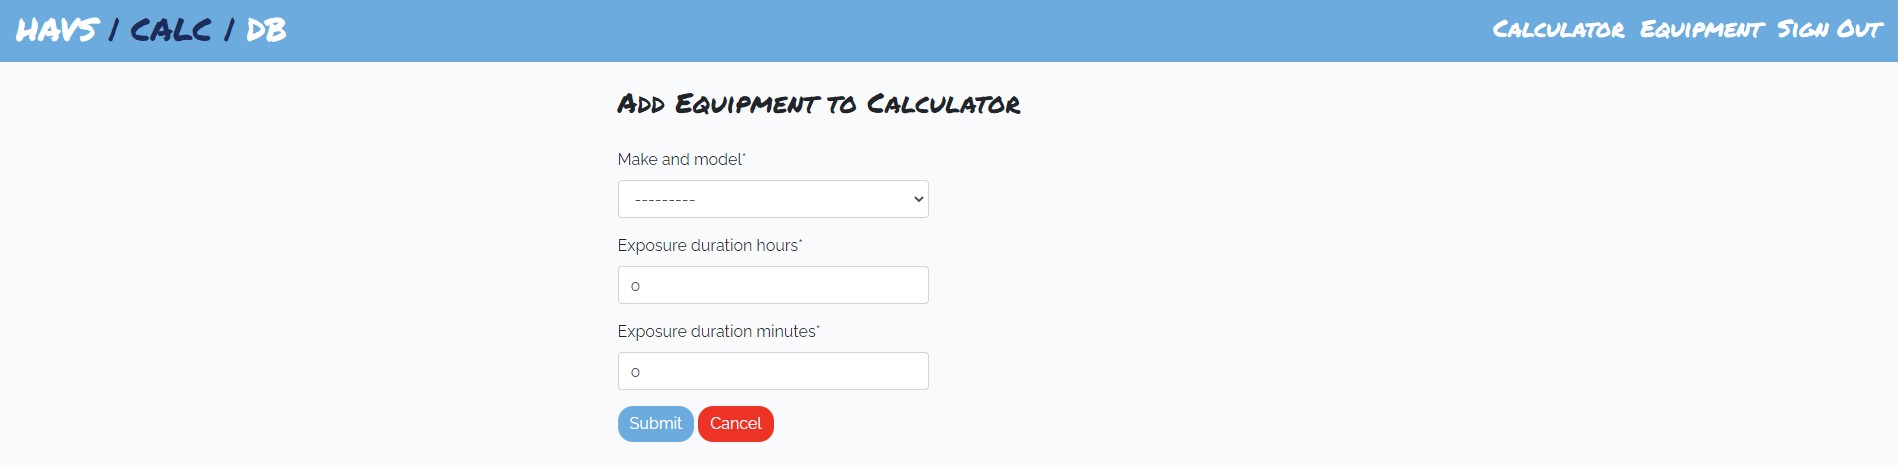 HAVS | CALC | DB
Calculator Equipment Sign Out
Add Equipment to Calculator
Make and model*
---------
Exposure duration hours*
0
Exposure duration minutes*
0
Submit Cancel